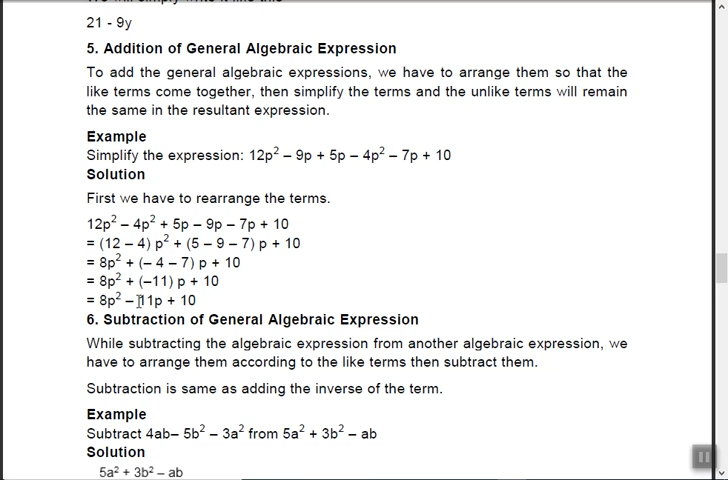 21 - 9y
5. Addition of General Algebraic Expression
To add the general algebraic expressions, we have to arrange them so that the
like terms come together, then simplify the terms and the unlike terms will remain
the same in the resultant expression.
Example
Simplify the expression: 12p² – 9p + 5p – 4p² – 7p + 10
Solution
First we have to rearrange the terms.
12p² – 4p² + 5p – 9p – 7p + 10
= (12 – 4) p² + (5 – 9 – 7) p + 10
= 8p² + (– 4 – 7) p + 10
= 8p² + (–11) p + 10
= 8p² – 11p + 10
6. Subtraction of General Algebraic Expression
While subtracting the algebraic expression from another algebraic expression, we
have to arrange them according to the like terms then subtract them.
Subtraction is same as adding the inverse of the term.
Example
Subtract 4ab– 5b² – 3a² from 5a² + 3b² – ab
Solution
5a² + 3b² – ab